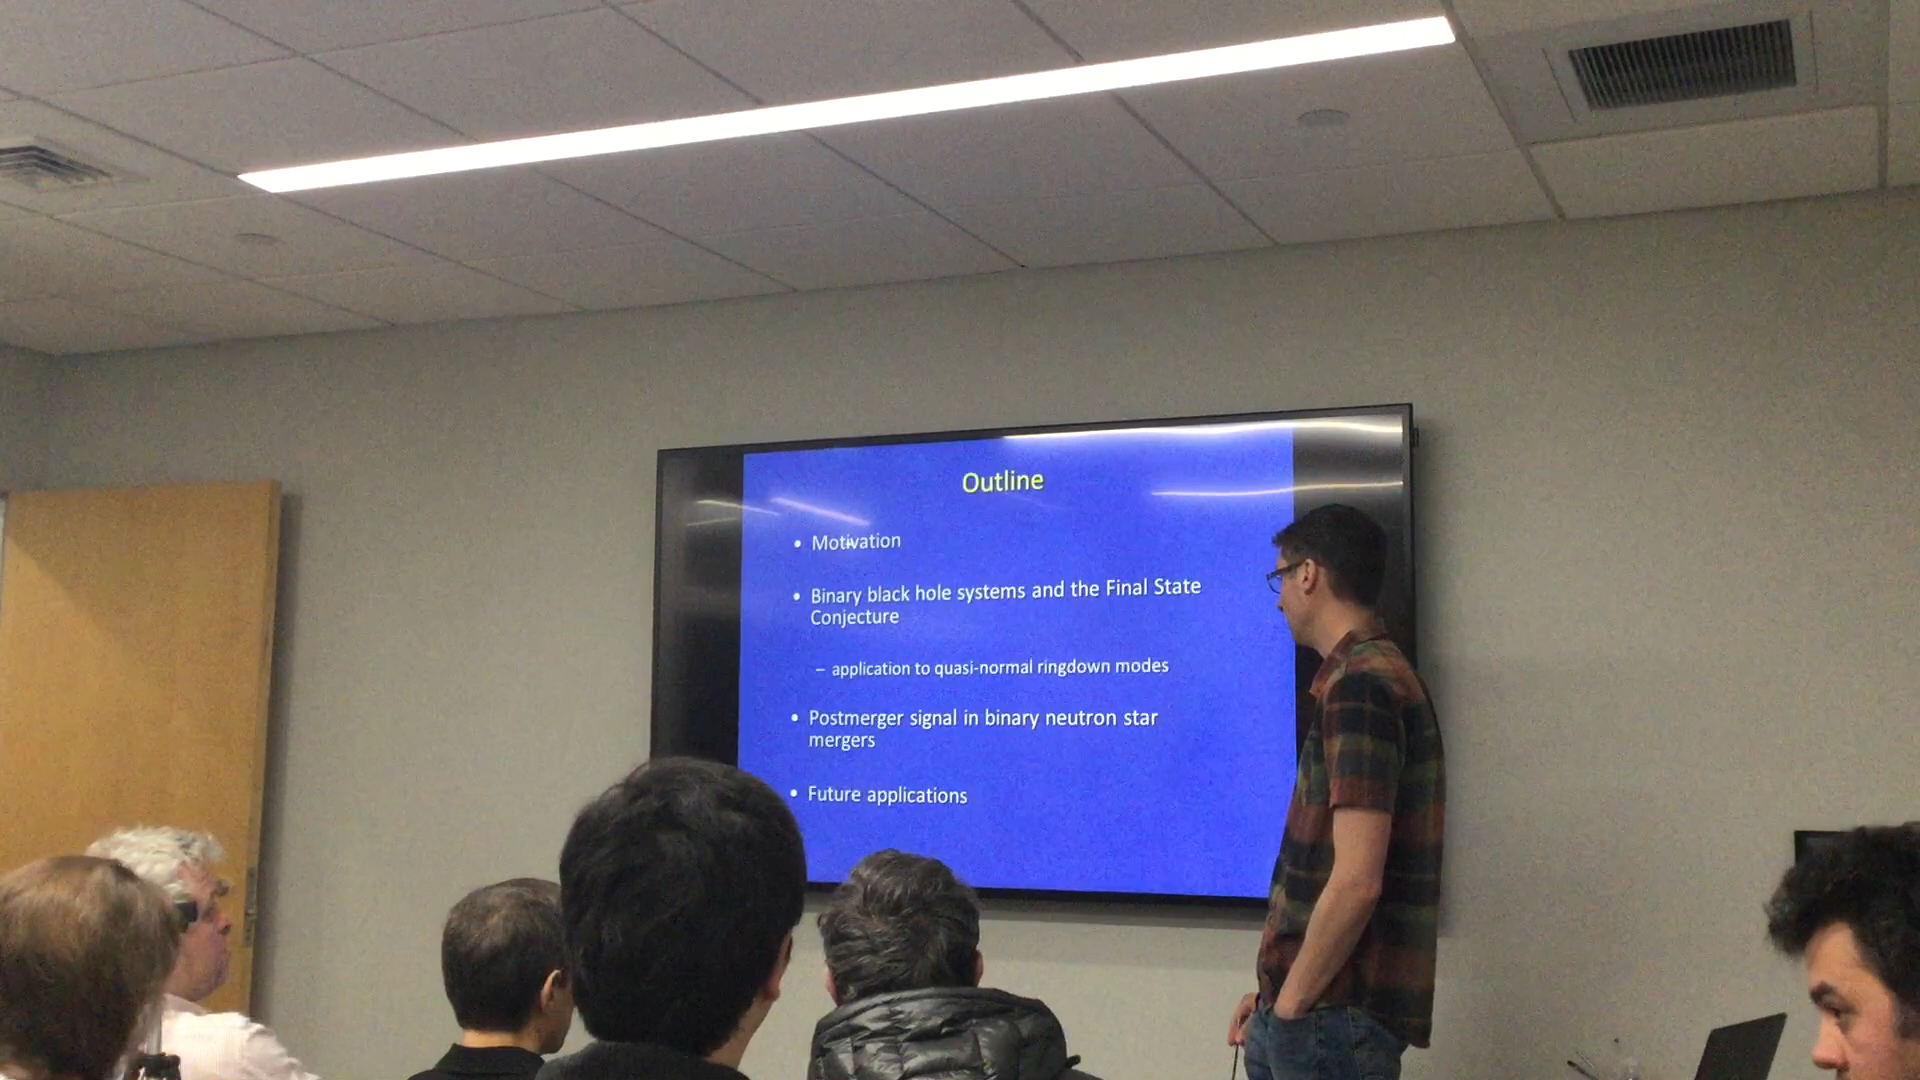 Outline
• Motivation
• Binary black hole systems and the Final State
Conjecture
– application to quasi-normal ringdown modes
• Postmerger signal in binary neutron star
mergers
• Future applications